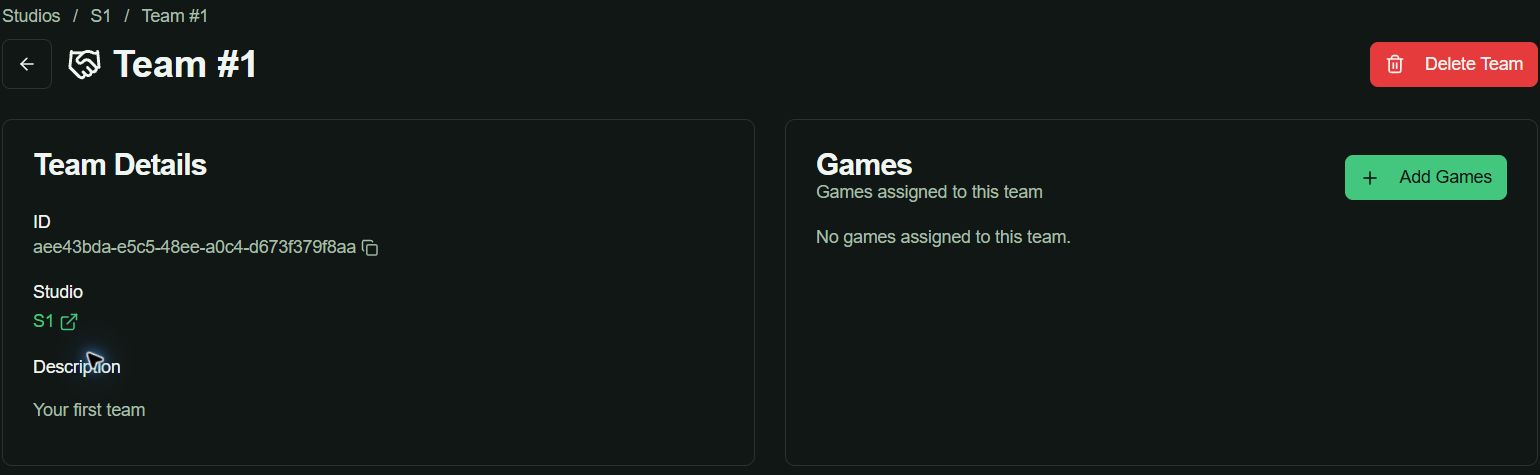 Studios / S1 / Team #1
Team #1
Delete Team
Team Details
ID
aee43bda-e5c5-48ee-a0c4-d673f379f8aa
Studio
S1
Description
Your first team
Games
Games assigned to this team
Add Games
No games assigned to this team.